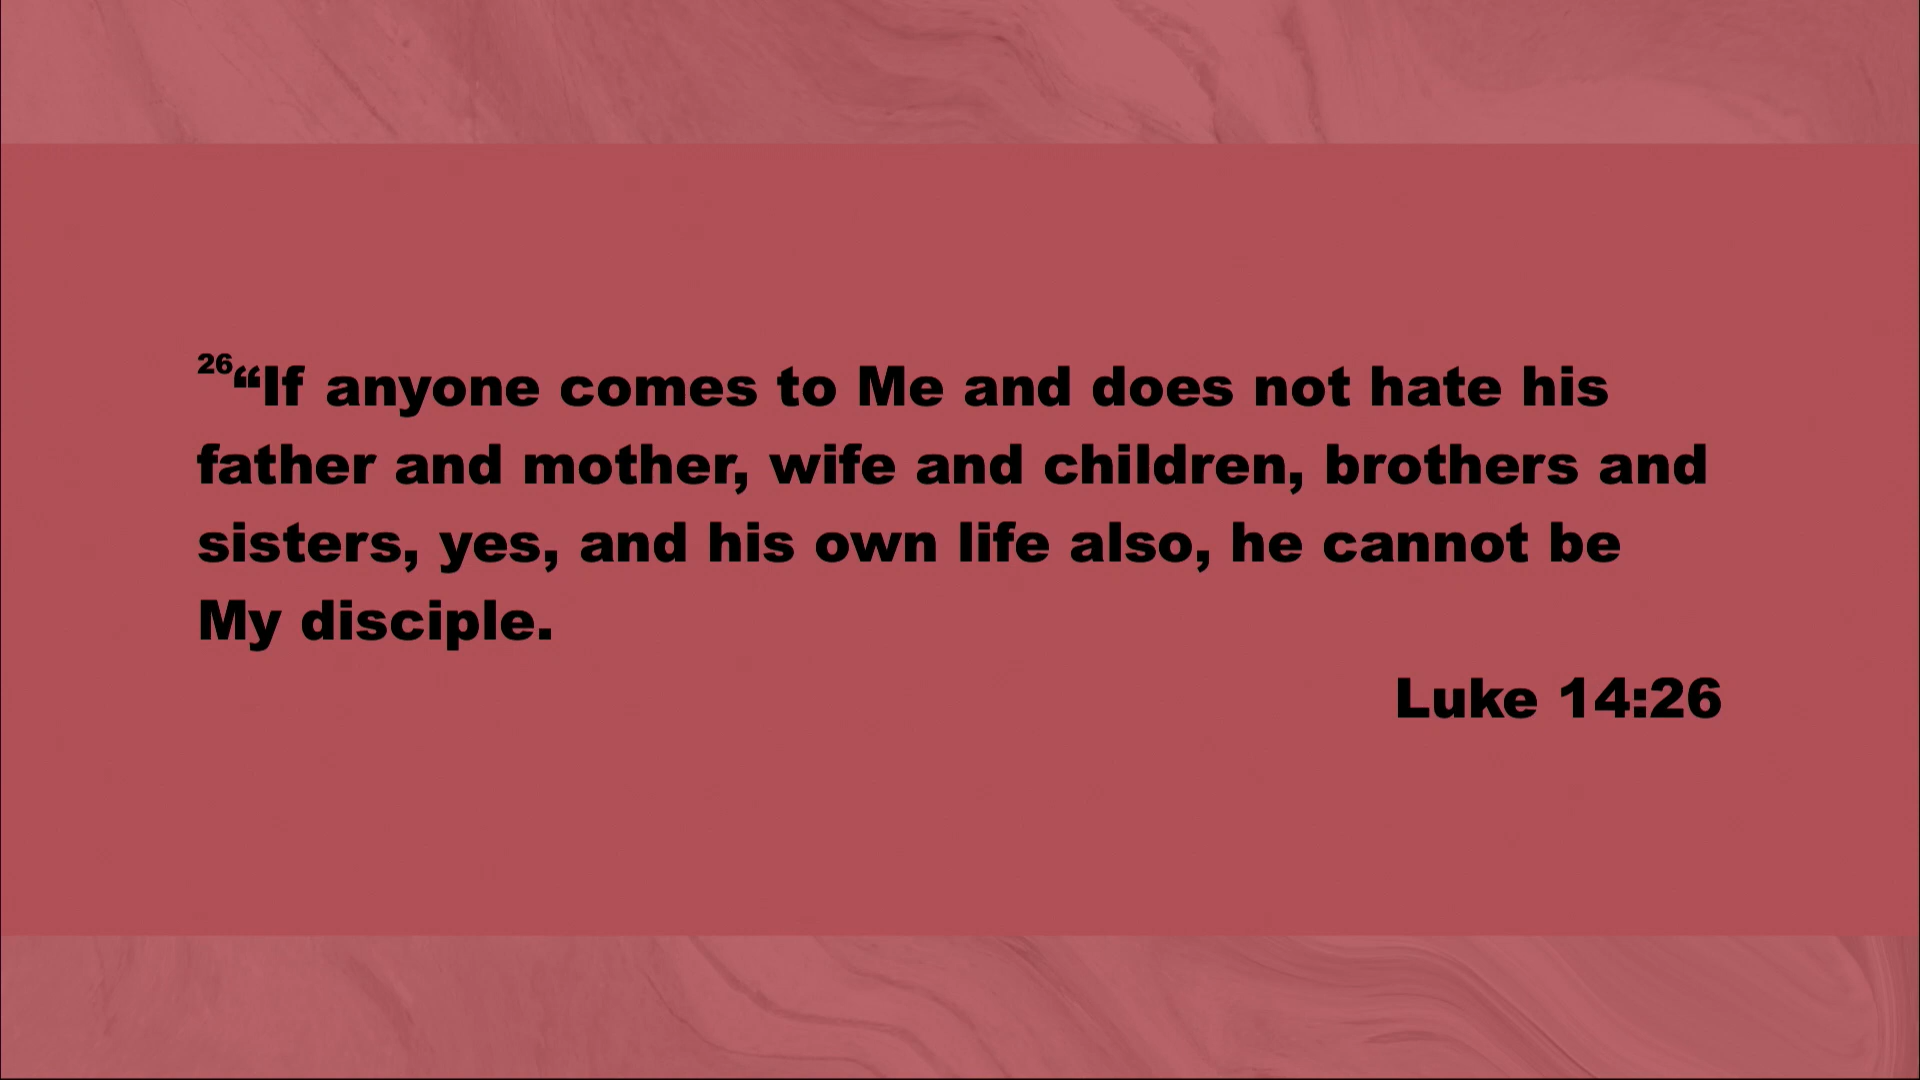 26“If anyone comes to Me and does not hate his
father and mother, wife and children, brothers and
sisters, yes, and his own life also, he cannot be
My disciple.
Luke 14:26